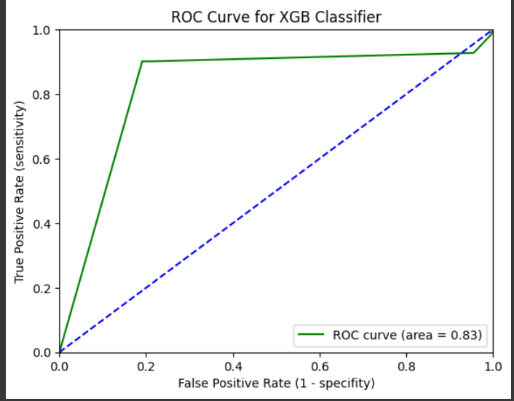 ROC Curve for XGB Classifier
1.0
0.8
0.6
0.4
0.2
0.0
True Positive Rate (sensitivity)
ROC curve (area = 0.83)
0.0 0.2 0.4 0.6 0.8 1.0
False Positive Rate (1 - specifity)